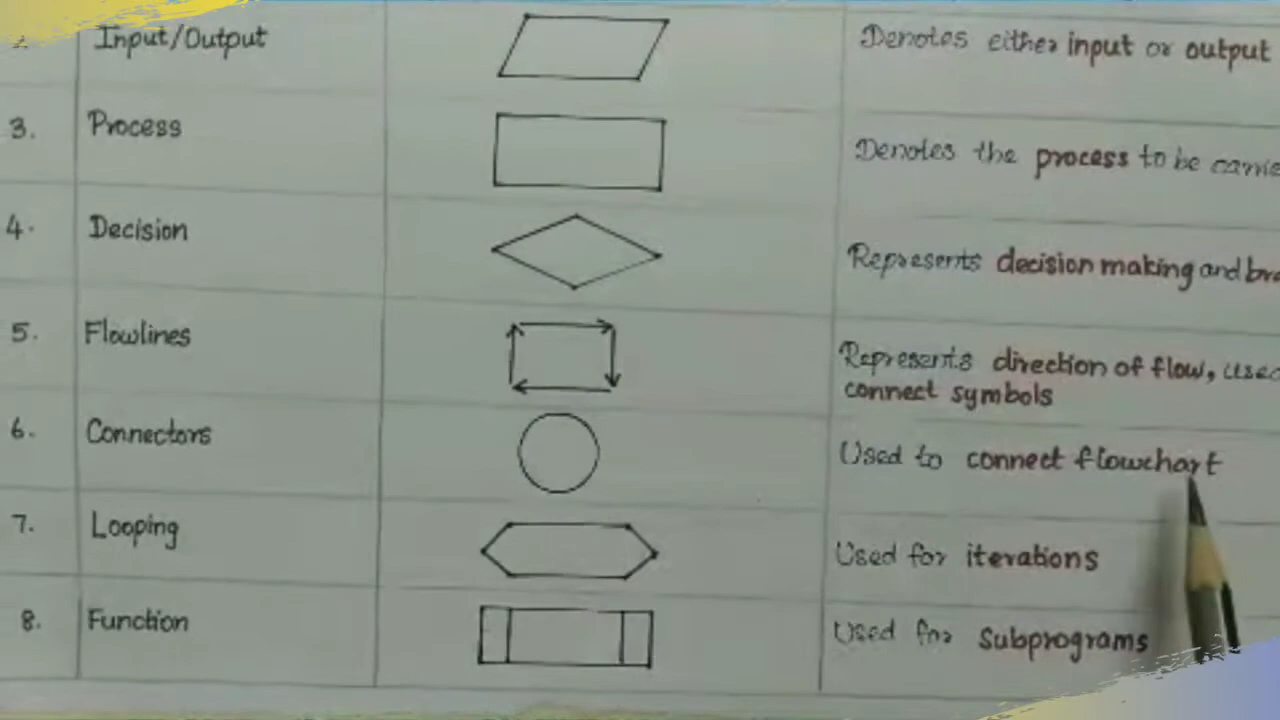 2. Input/Output Denotes either input or output
3. Process Denotes the process to be
4. Decision Represents decision making and
5. Flowlines Represents direction of flow, used
connect symbols
6. Connectors Used to connect flowchart
7. Looping Used for iterations
8. Function Used for subprograms